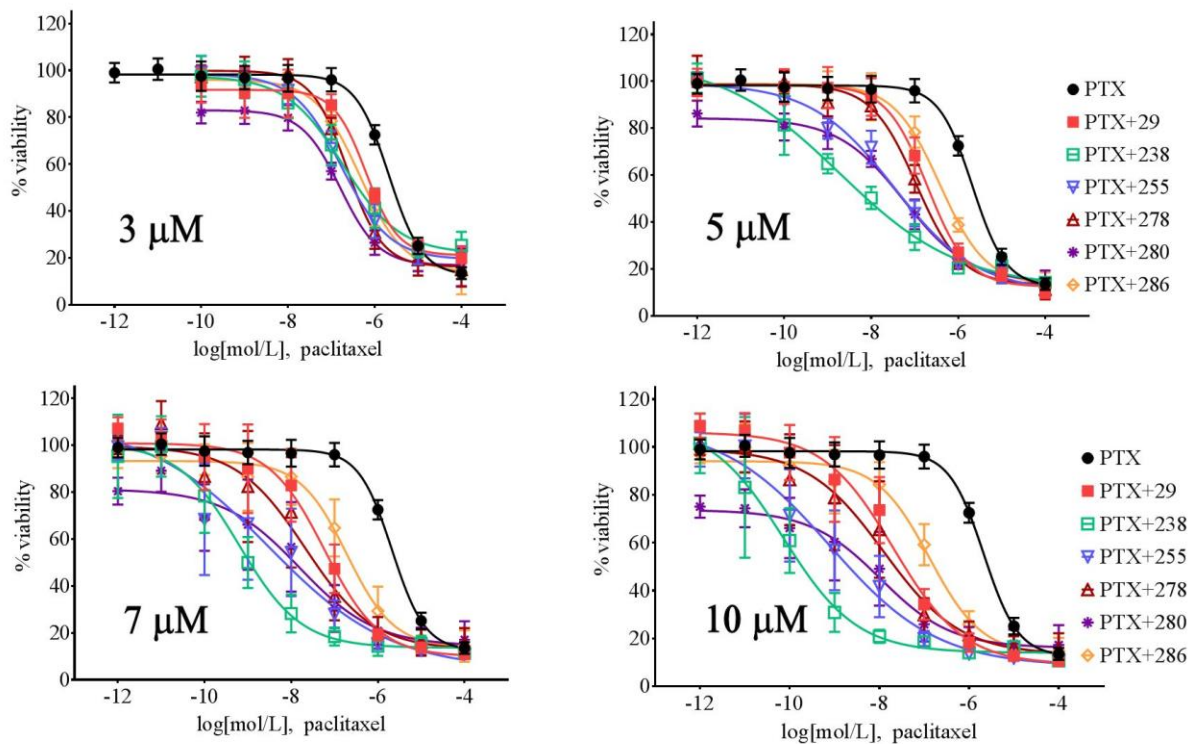 120
100
80
60
40
20
0
% viability
3 μM
-12 -10 -8 -6 -4
log[mol/L], paclitaxel
120
100
80
60
40
20
0
% viability
5 μM
-12 -10 -8 -6 -4
log[mol/L], paclitaxel
PTX
PTX+29
PTX+238
PTX+255
PTX+278
PTX+280
PTX+286
120
100
80
60
40
20
0
% viability
7 μM
-12 -10 -8 -6 -4
log[mol/L], paclitaxel
120
100
80
60
40
20
0
% viability
10 μM
-12 -10 -8 -6 -4
log[mol/L], paclitaxel
PTX
PTX+29
PTX+238
PTX+255
PTX+278
PTX+280
PTX+286